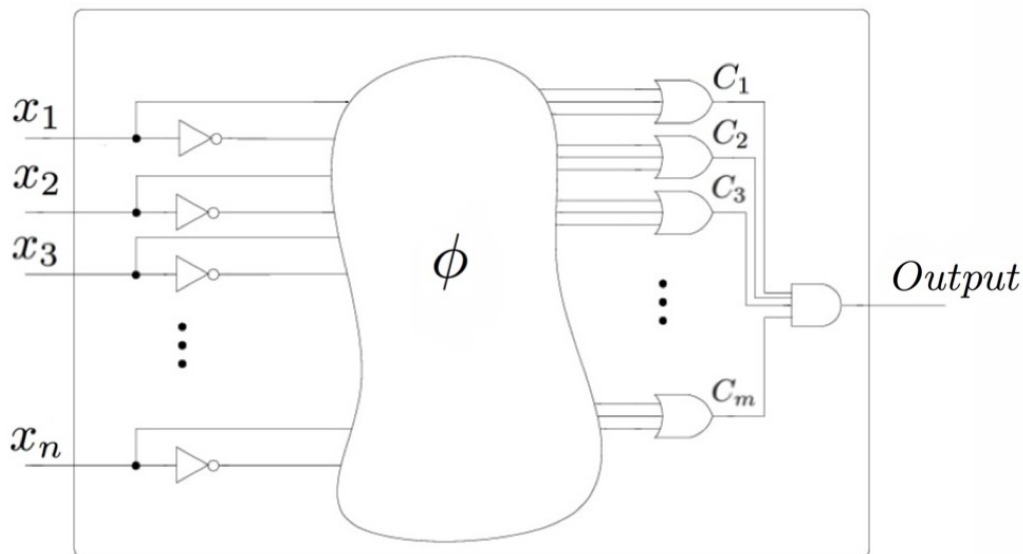 x₁
x₂
x₃
xₙ
ϕ
C₁
C₂
C₃
Cₘ
Output